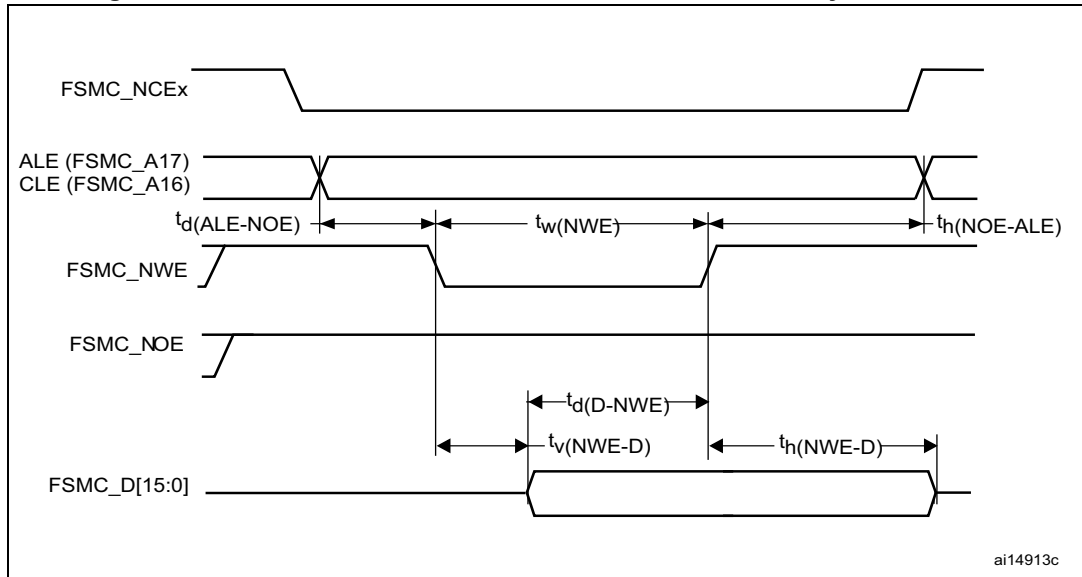 FSMC_NCEx
ALE (FSMC_A17)
CLE (FSMC_A16)
td(ALE-NOE)
tw(NWE)
th(NOE-ALE)
FSMC_NWE
FSMC_NOE
td(D-NWE)
tv(NWE-D)
th(NWE-D)
FSMC_D[15:0]
ai14913c